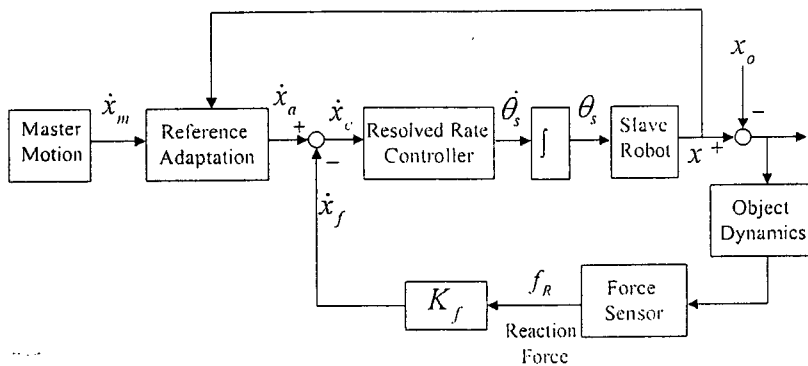 x_o
ẋ_m
ẋ_a
ẋ_c
θ̇_s
θ_s
Master
Motion
Reference
Adaptation
+
−
Resolved Rate
Controller
∫
Slave
Robot
x
+
−
ẋ_f
Object
Dynamics
K_f
f_R
Force
Sensor
Reaction
Force